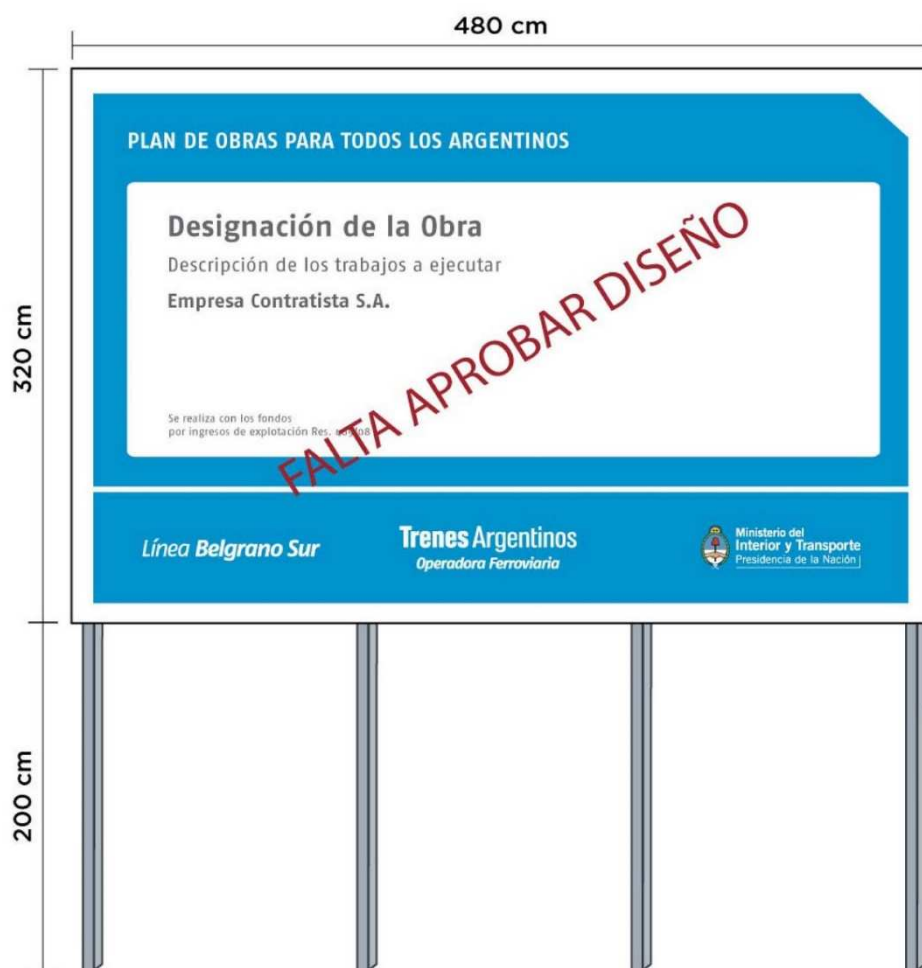 480 cm
320 cm
PLAN DE OBRAS PARA TODOS LOS ARGENTINOS
Designación de la Obra
Descripción de los trabajos a ejecutar
Empresa Contratista S.A.
FALTA APROBAR DISEÑO
Se realiza con los fondos
por ingresos de explotación Res.
Línea Belgrano Sur
Trenes Argentinos
Operadora Ferroviaria
Ministerio del
Interior y Transporte
Presidencia de la Nación
200 cm